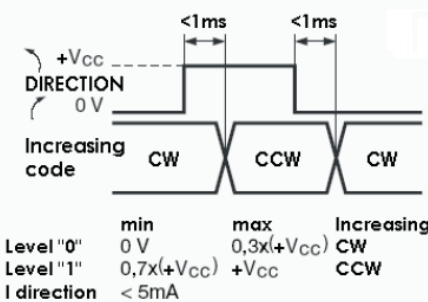 <1ms <1ms
+Vcc
DIRECTION
0 V
Increasing code
CW CCW CW
min max Increasing
Level "0" 0 V 0,3x(+Vcc) CW
Level "1" 0,7x(+Vcc) +Vcc CCW
I direction < 5mA